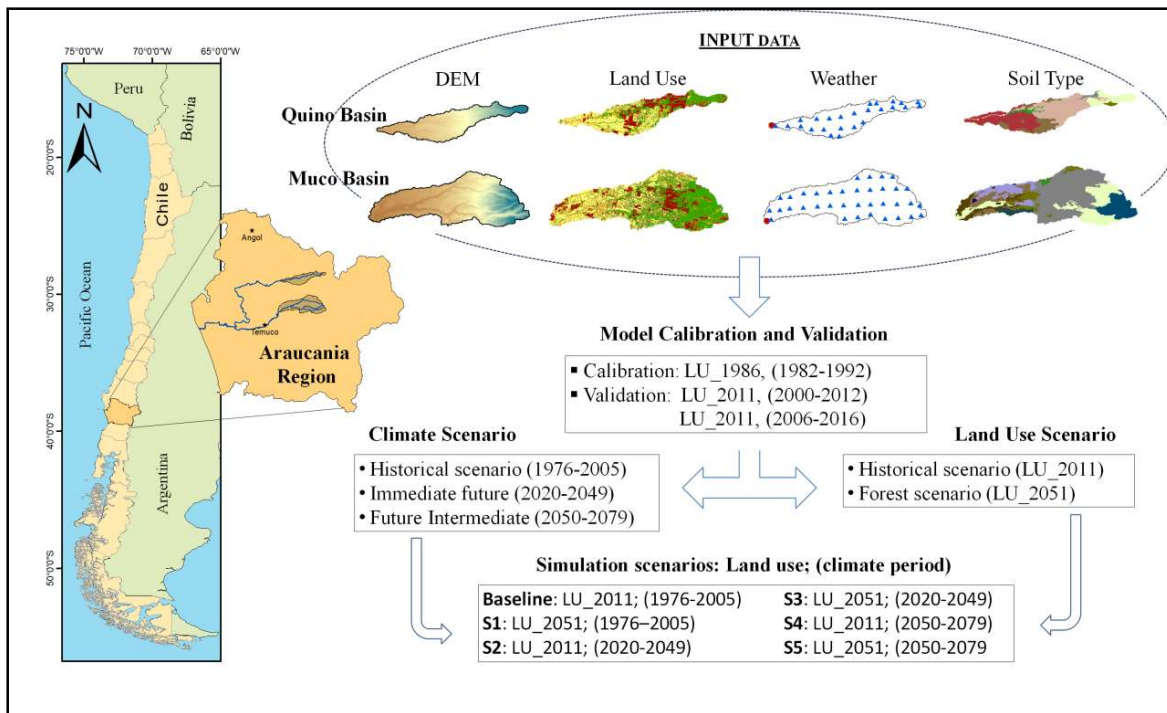 75°0'0"W 70°0'0"W 65°0'0"W
Peru
Bolivia
N
20°0'0"S
Chile
Pacific Ocean
30°0'0"S
40°0'0"S
Argentina
50°0'0"S
Angol
Temuco
Araucania
Region
INPUT DATA
DEM Land Use Weather Soil Type
Quino Basin
Muco Basin
Model Calibration and Validation
▪ Calibration: LU_1986, (1982-1992)
▪ Validation: LU_2011, (2000-2012)
LU_2011, (2006-2016)
Climate Scenario
• Historical scenario (1976-2005)
• Immediate future (2020-2049)
• Future Intermediate (2050-2079)
Land Use Scenario
• Historical scenario (LU_2011)
• Forest scenario (LU_2051)
Simulation scenarios: Land use; (climate period)
Baseline: LU_2011; (1976-2005)
S1: LU_2051; (1976–2005)
S2: LU_2011; (2020-2049)
S3: LU_2051; (2020-2049)
S4: LU_2011; (2050-2079)
S5: LU_2051; (2050-2079